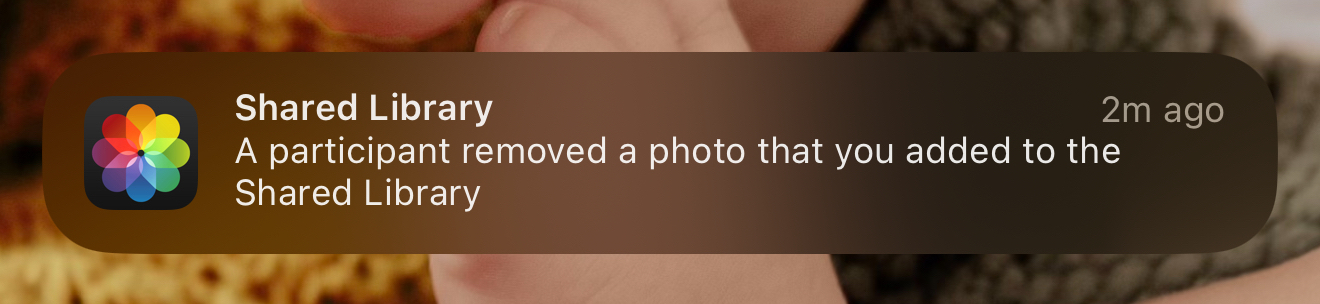 Shared Library
2m ago
A participant removed a photo that you added to the
Shared Library